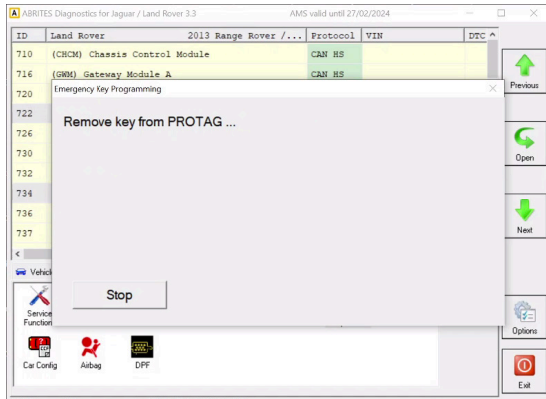 ABRITES Diagnostics for Jaguar / Land Rover 3.3 AMS valid until 27/02/2024
ID Land Rover 2013 Range Rover /... Protocol VIN DTC
710 (CHCM) Chassis Control Module CAN HS
716 (GWM) Gateway Module A CAN HS
720
722
726
730
732
734
736
737
Emergency Key Programming
Remove key from PROTAG ...
Stop
Previous
Open
Next
Options
Exit
Vehicl
Service
Function
Car Config
Airbag
DPF